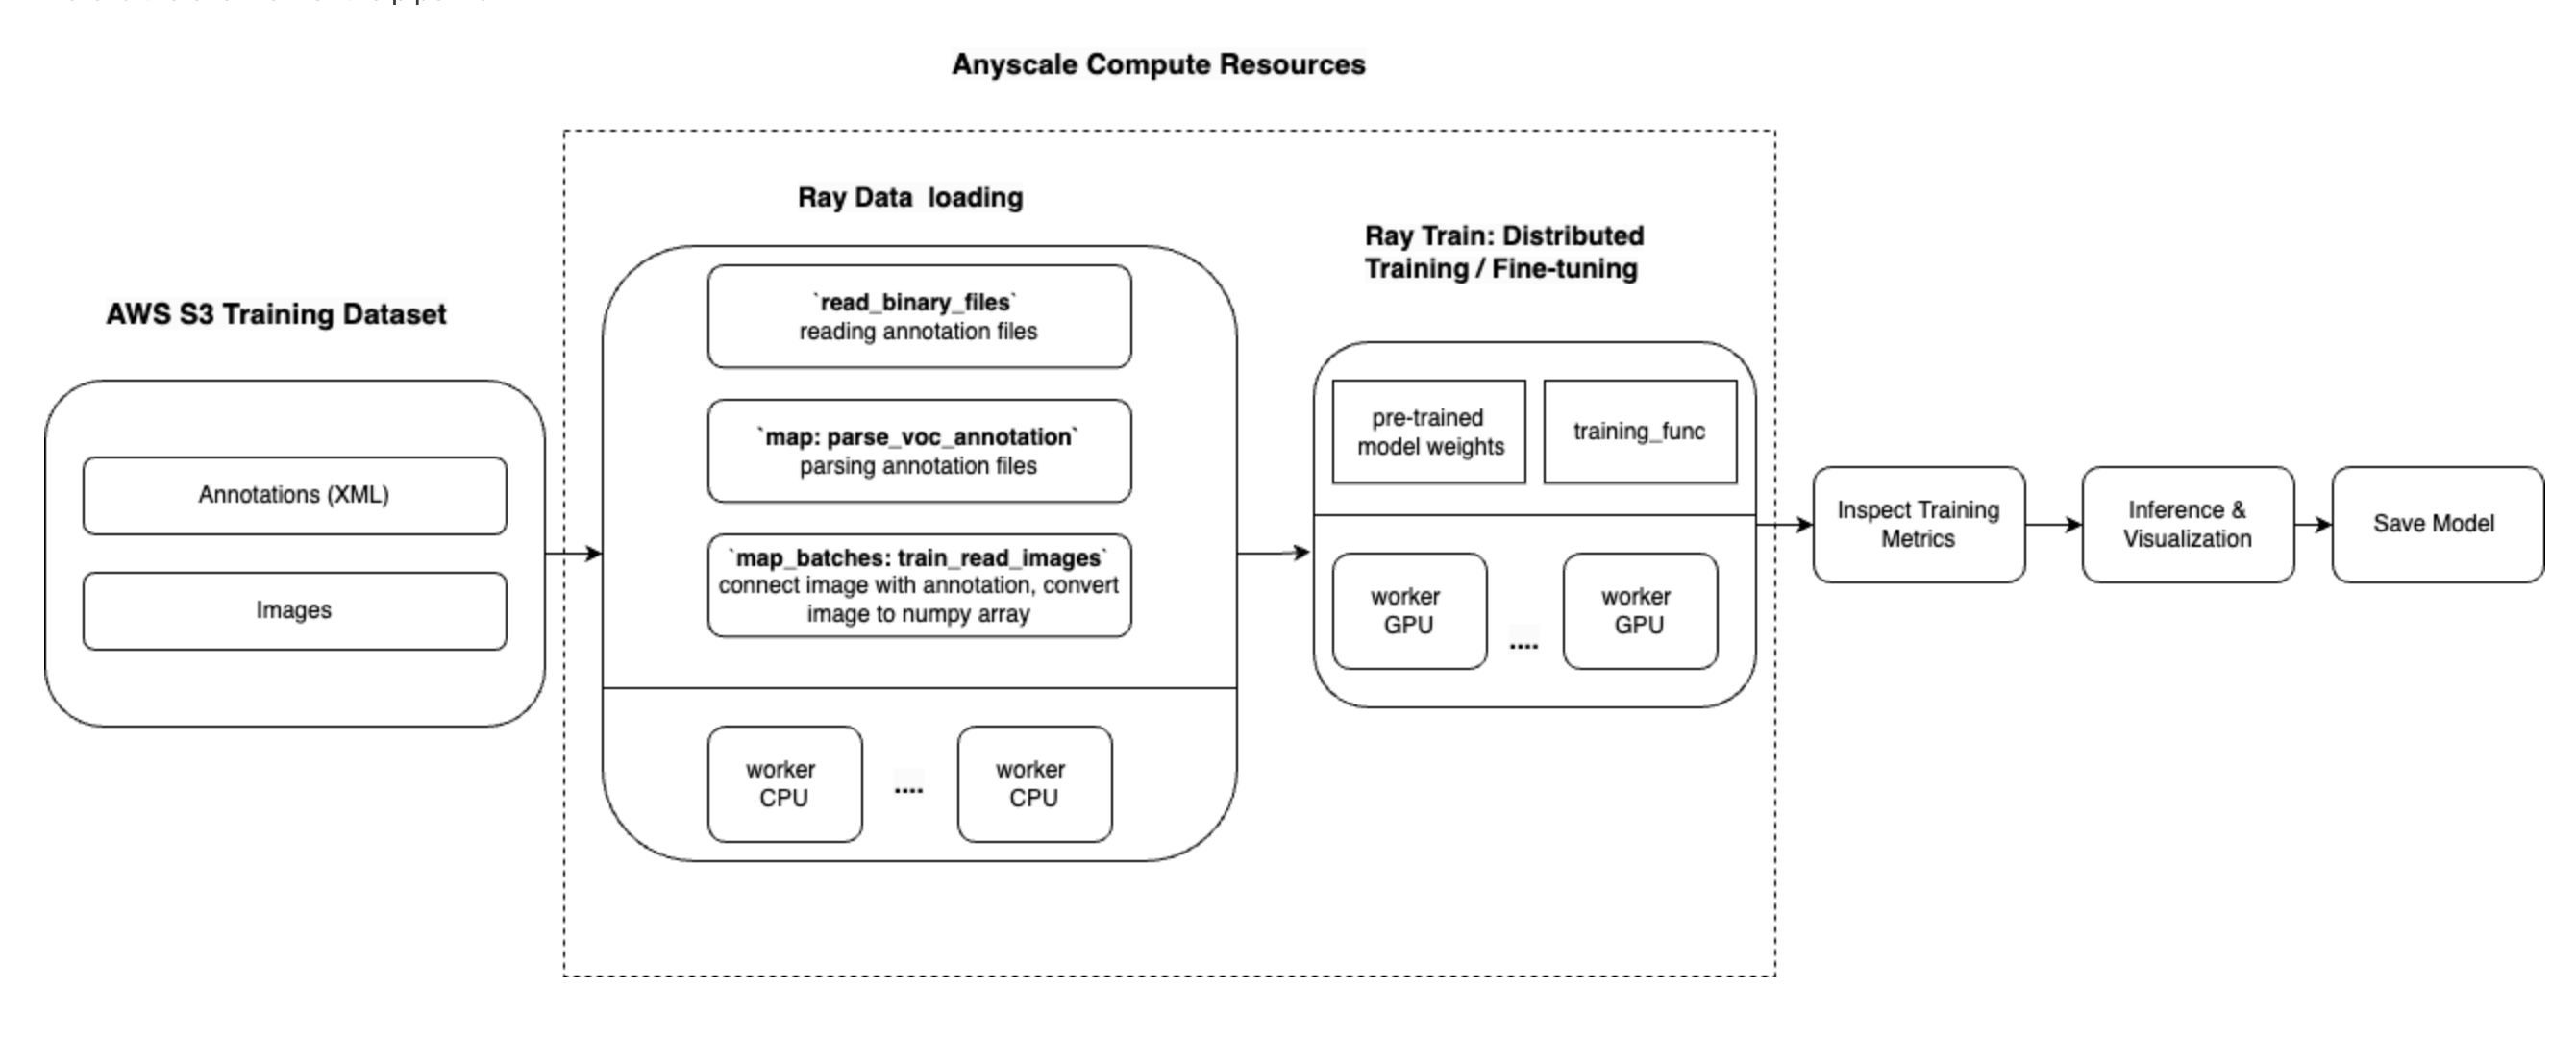 Anyscale Compute Resources
AWS S3 Training Dataset
Annotations (XML)
Images
Ray Data  loading
`read_binary_files`
reading annotation files
`map: parse_voc_annotation`
parsing annotation files
`map_batches: train_read_images`
connect image with annotation, convert
image to numpy array
worker
CPU
....
worker
CPU
Ray Train: Distributed
Training / Fine-tuning
pre-trained
model weights
training_func
worker
GPU
....
worker
GPU
Inspect Training
Metrics
Inference &
Visualization
Save Model